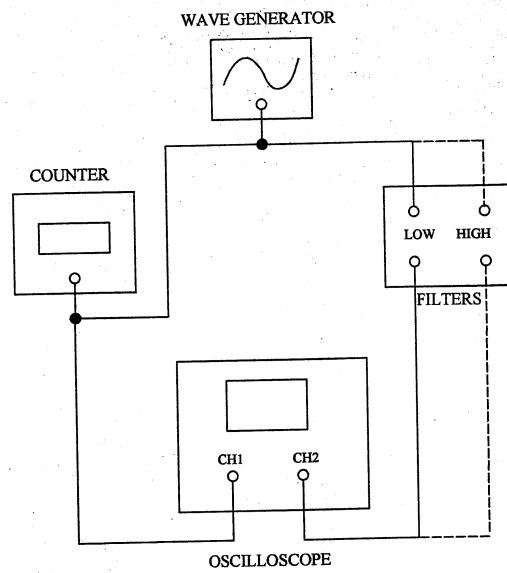 WAVE GENERATOR
COUNTER
LOW HIGH
FILTERS
CH1 CH2
OSCILLOSCOPE